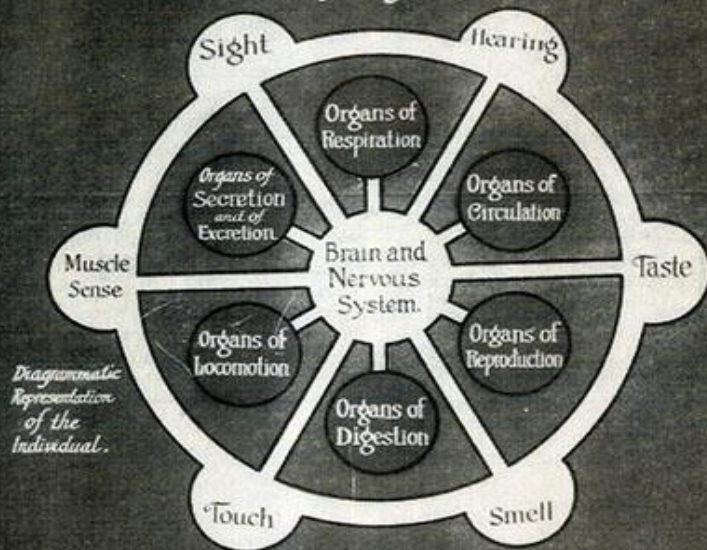 Sight
Hearing
Organs of
Respiration
Organs of
Secretion
and of
Excretion.
Organs of
Circulation
Muscle
Sense
Brain and
Nervous
System.
Taste
Organs of
Locomotion
Organs of
Reproduction
Diagrammatic
Representation
of the
Individual.
Organs of
Digestion
Touch
Smell